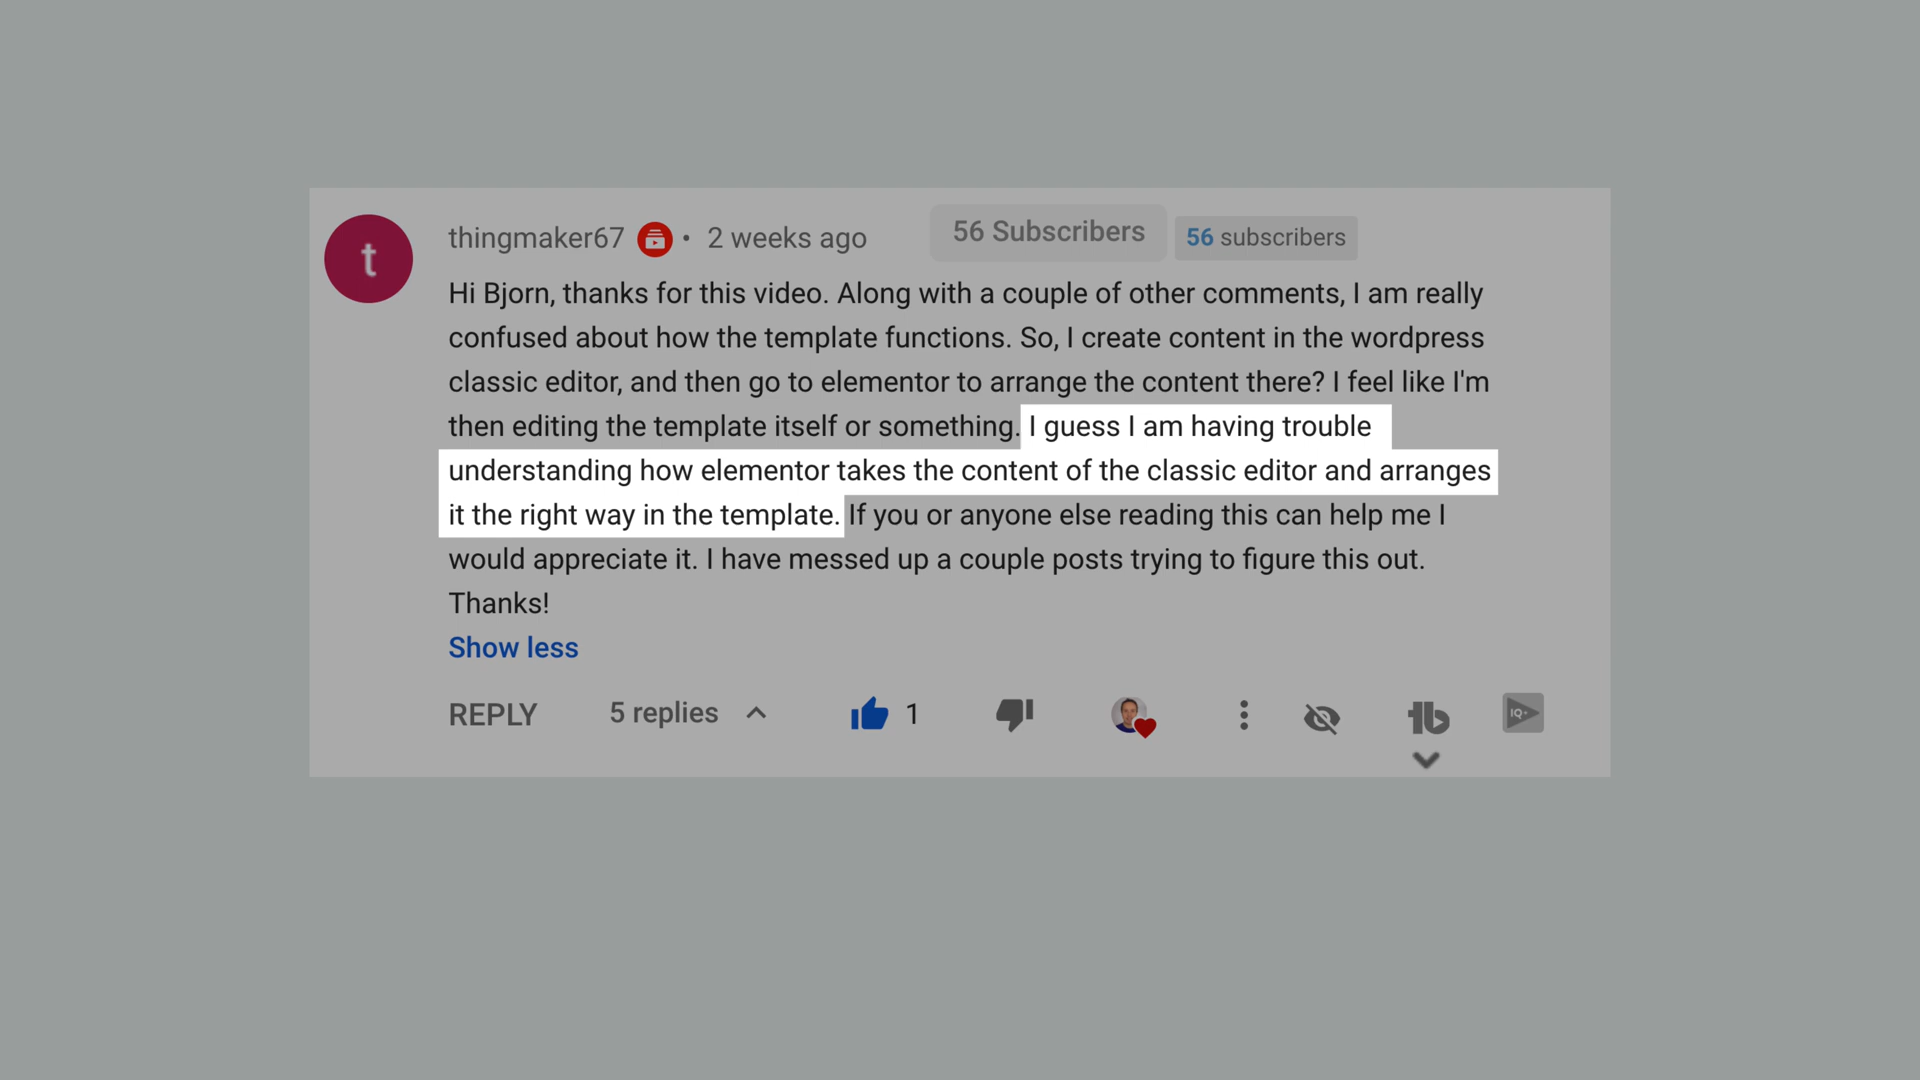 t
thingmaker67 • 2 weeks ago 56 Subscribers 56 subscribers
Hi Bjorn, thanks for this video. Along with a couple of other comments, I am really
confused about how the template functions. So, I create content in the wordpress
classic editor, and then go to elementor to arrange the content there? I feel like I'm
then editing the template itself or something. I guess I am having trouble
understanding how elementor takes the content of the classic editor and arranges
it the right way in the template. If you or anyone else reading this can help me I
would appreciate it. I have messed up a couple posts trying to figure this out.
Thanks!
Show less
REPLY 5 replies 1 tb IQ